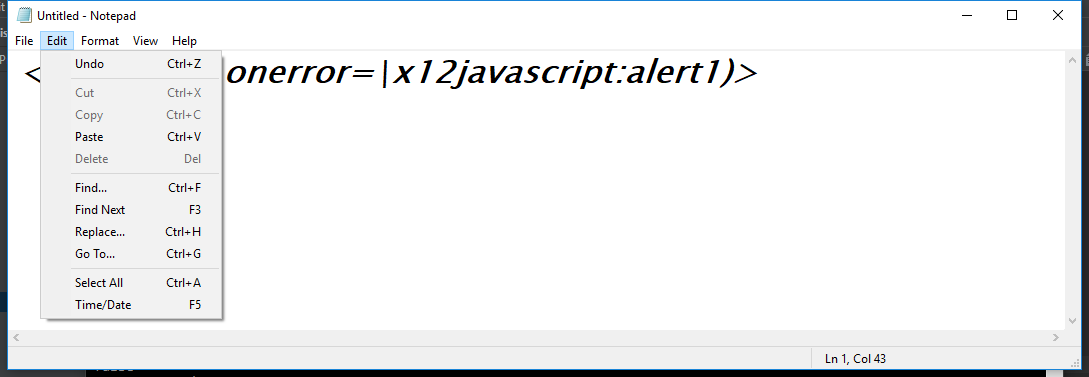 Untitled - Notepad
File Edit Format View Help
< onerror=|x12javascript:alert1)>
Undo Ctrl+Z
Cut Ctrl+X
Copy Ctrl+C
Paste Ctrl+V
Delete Del
Find... Ctrl+F
Find Next F3
Replace... Ctrl+H
Go To... Ctrl+G
Select All Ctrl+A
Time/Date F5
Ln 1, Col 43